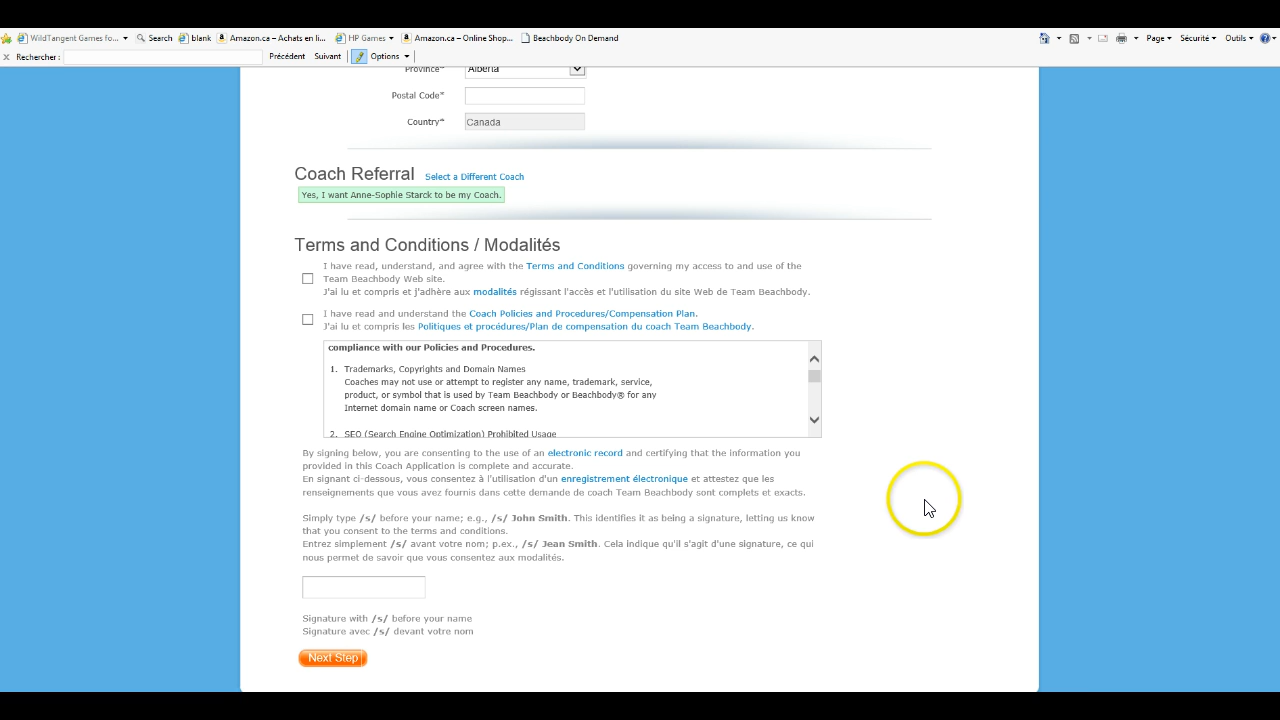 WildTangent Games fo... Search blank Amazon.ca – Achats en li... HP Games Amazon.ca – Online Shop... Beachbody On Demand Page Sécurité Outils
Rechercher : Précédent Suivant Options
Province* Alberta
Postal Code*
Country* Canada
Coach Referral Select a Different Coach
Yes, I want Anne-Sophie Starck to be my Coach.
Terms and Conditions / Modalités
I have read, understand, and agree with the Terms and Conditions governing my access to and use of the
Team Beachbody Web site.
J'ai lu et compris et j'adhère aux modalités régissant l'accès et l'utilisation du site Web de Team Beachbody.
I have read and understand the Coach Policies and Procedures/Compensation Plan.
J'ai lu et compris les Politiques et procédures/Plan de compensation du coach Team Beachbody.
compliance with our Policies and Procedures.
1. Trademarks, Copyrights and Domain Names
Coaches may not use or attempt to register any name, trademark, service,
product, or symbol that is used by Team Beachbody or Beachbody® for any
Internet domain name or Coach screen names.
2. SEO (Search Engine Optimization) Prohibited Usage
By signing below, you are consenting to the use of an electronic record and certifying that the information you
provided in this Coach Application is complete and accurate.
En signant ci-dessous, vous consentez à l'utilisation d'un enregistrement électronique et attestez que les
renseignements que vous avez fournis dans cette demande de coach Team Beachbody sont complets et exacts.
Simply type /s/ before your name; e.g., /s/ John Smith. This identifies it as being a signature, letting us know
that you consent to the terms and conditions.
Entrez simplement /s/ avant votre nom; p.ex., /s/ Jean Smith. Cela indique qu'il s'agit d'une signature, ce qui
nous permet de savoir que vous consentez aux modalités.
Signature with /s/ before your name
Signature avec /s/ devant votre nom
Next Step